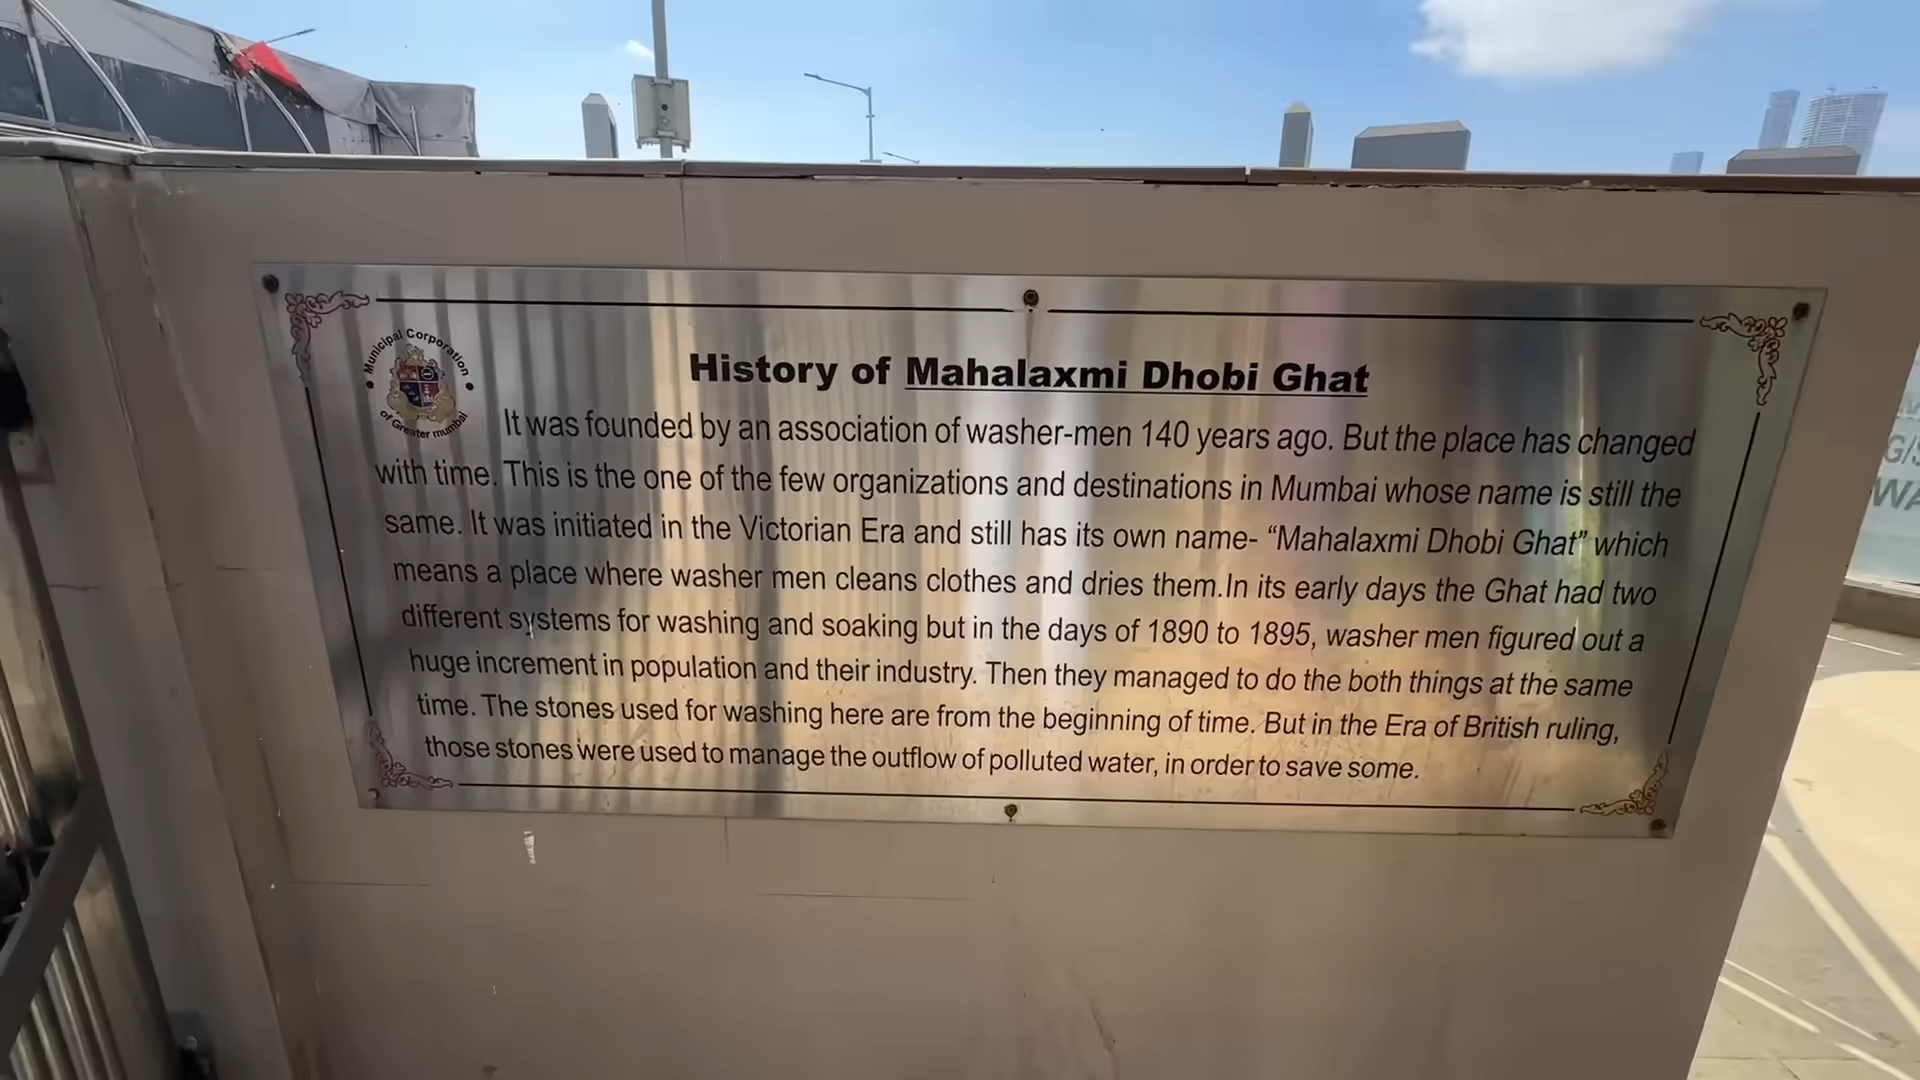 Municipal Corporation
of Greater mumbai
History of Mahalaxmi Dhobi Ghat
It was founded by an association of washer-men 140 years ago. But the place has changed
with time. This is the one of the few organizations and destinations in Mumbai whose name is still the
same. It was initiated in the Victorian Era and still has its own name- “Mahalaxmi Dhobi Ghat” which
means a place where washer men cleans clothes and dries them.In its early days the Ghat had two
different systems for washing and soaking but in the days of 1890 to 1895, washer men figured out a
huge increment in population and their industry. Then they managed to do the both things at the same
time. The stones used for washing here are from the beginning of time. But in the Era of British ruling,
those stones were used to manage the outflow of polluted water, in order to save some.